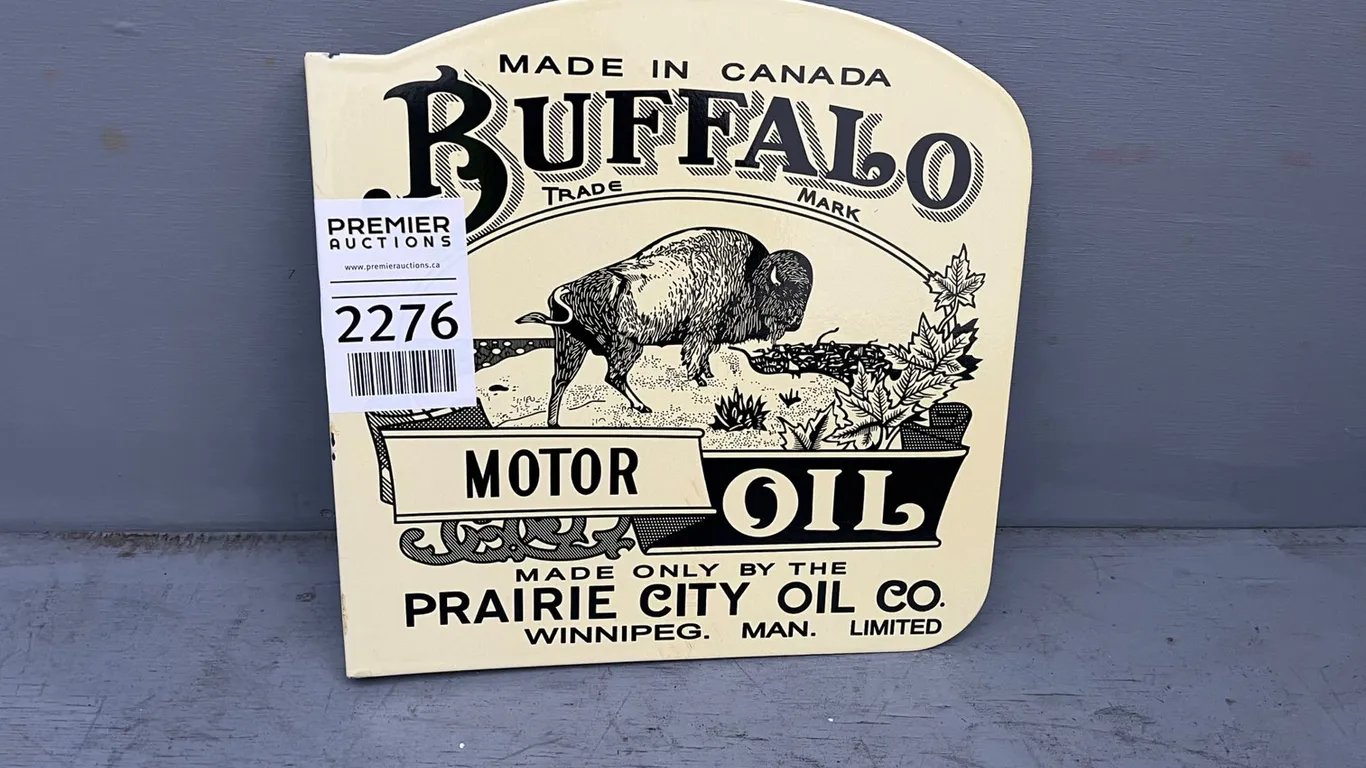 MADE IN CANADA
BUFFALO
TRADE MARK
PREMIER
AUCTIONS
www.premierauctions.ca
2276
MOTOR
OIL
MADE ONLY BY THE
PRAIRIE CITY OIL CO.
WINNIPEG. MAN. LIMITED